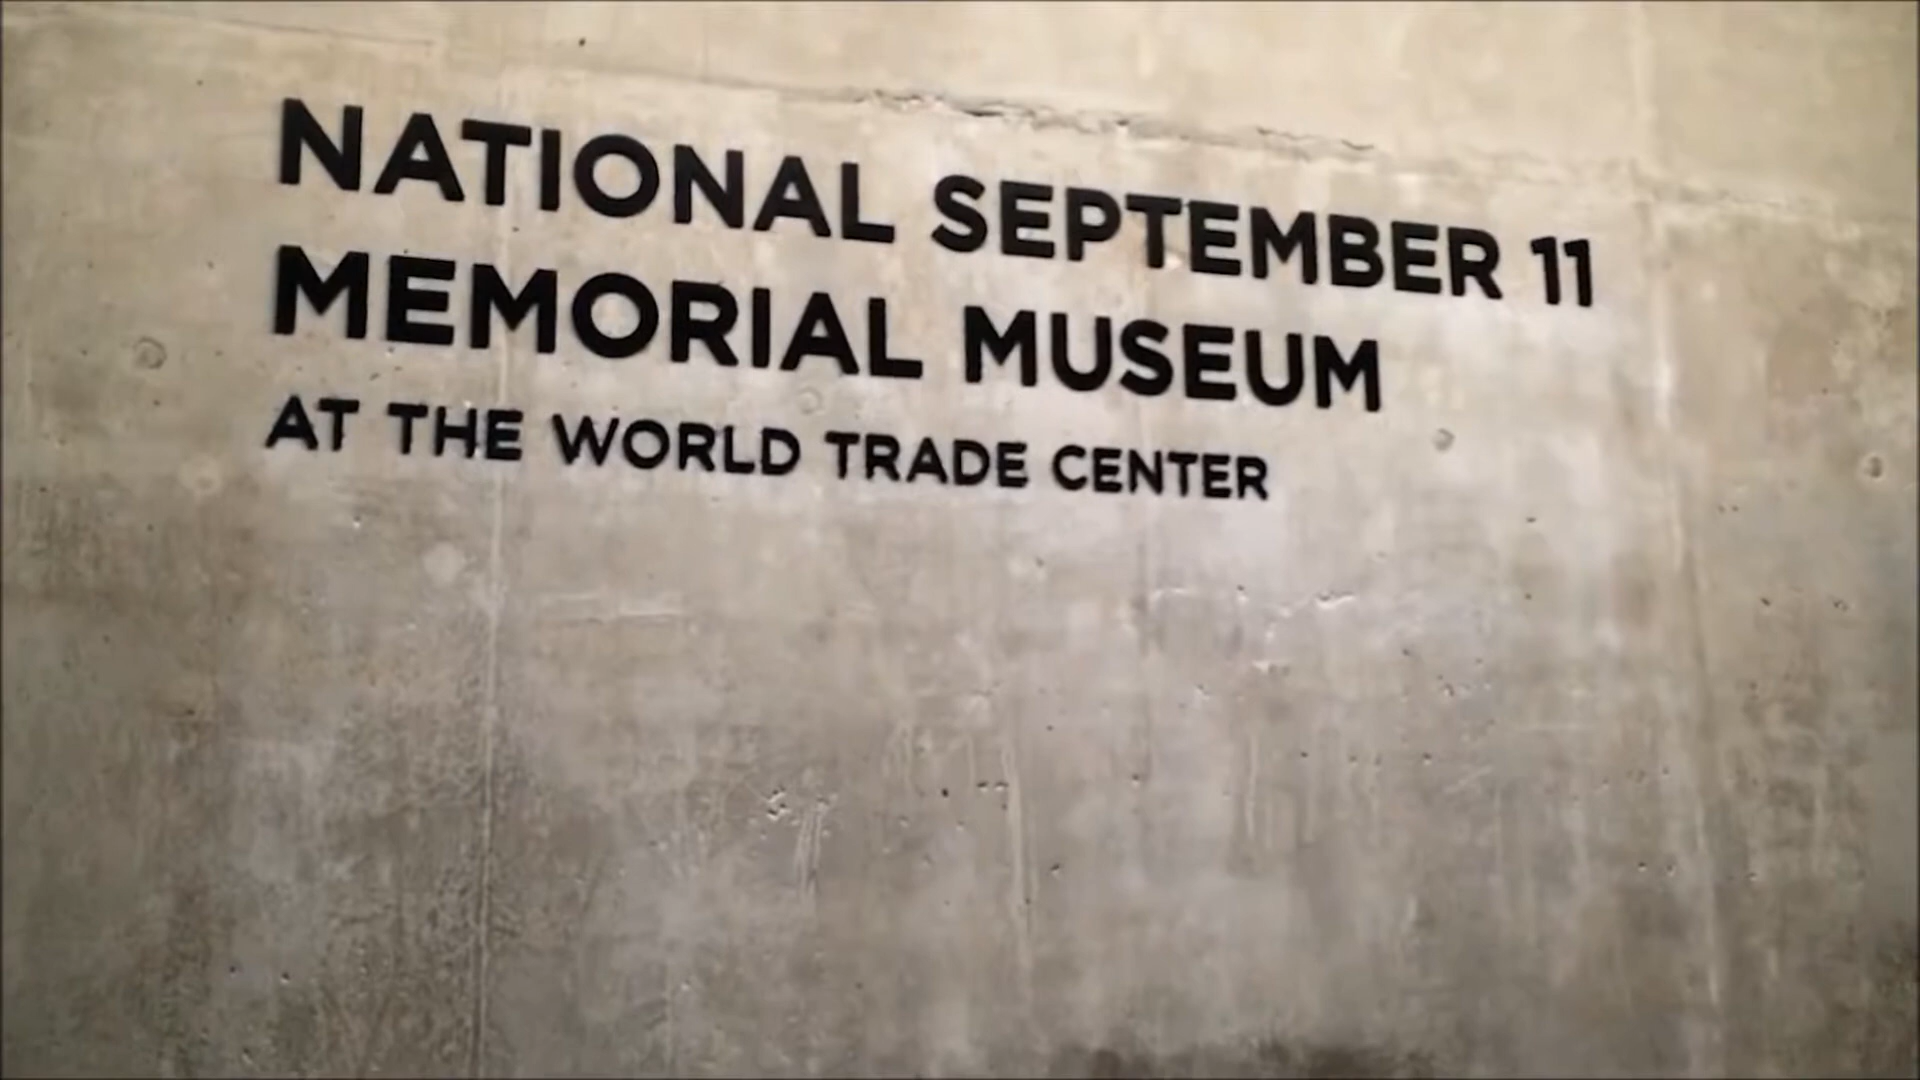 NATIONAL SEPTEMBER 11
MEMORIAL MUSEUM
AT THE WORLD TRADE CENTER